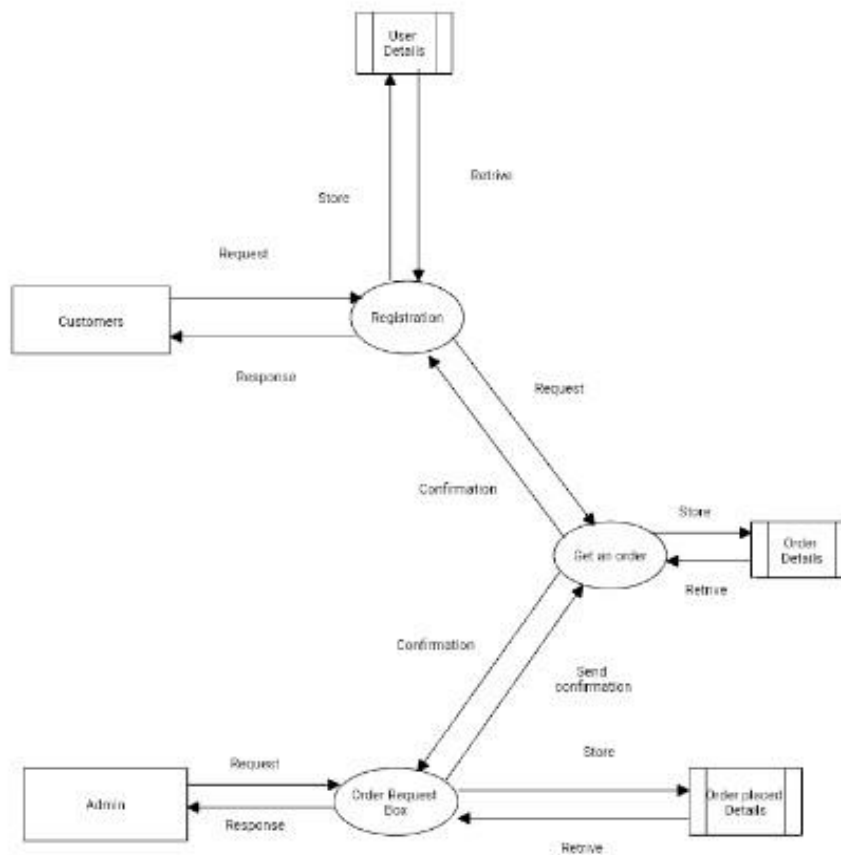 User
Details
Retrive
Store
Request
Customers
Registration
Response
Request
Confirmation
Store
Get an order
Order
Details
Retrive
Confirmation
Send
confirmation
Store
Request
Admin
Order Request
Box
Order placed
Details
Response
Retrive